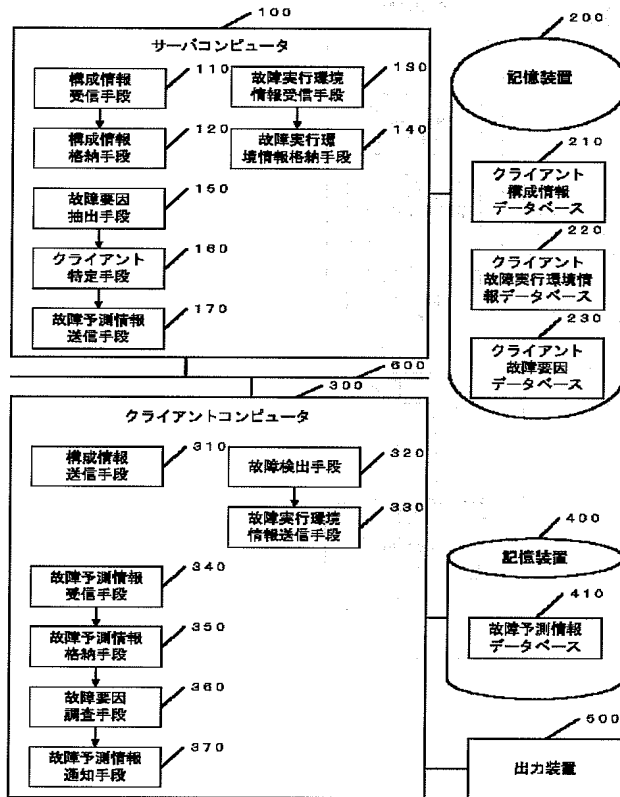 100
サーバコンピュータ
構成情報
受信手段
110
故障実行環境
情報受信手段
130
構成情報
格納手段
120
故障実行環
境情報格納手段
140
故障要因
抽出手段
150
クライアント
特定手段
160
故障予測情報
送信手段
170
200
記憶装置
210
クライアント
構成情報
データベース
220
クライアント
故障実行環境情
報データベース
230
クライアント
故障要因
データベース
600
300
クライアントコンピュータ
構成情報
送信手段
310
故障検出手段
320
故障実行環境
情報送信手段
330
故障予測情報
受信手段
340
故障予測情報
格納手段
350
故障要因
調査手段
360
故障予測情報
通知手段
370
400
記憶装置
410
故障予測情報
データベース
500
出力装置